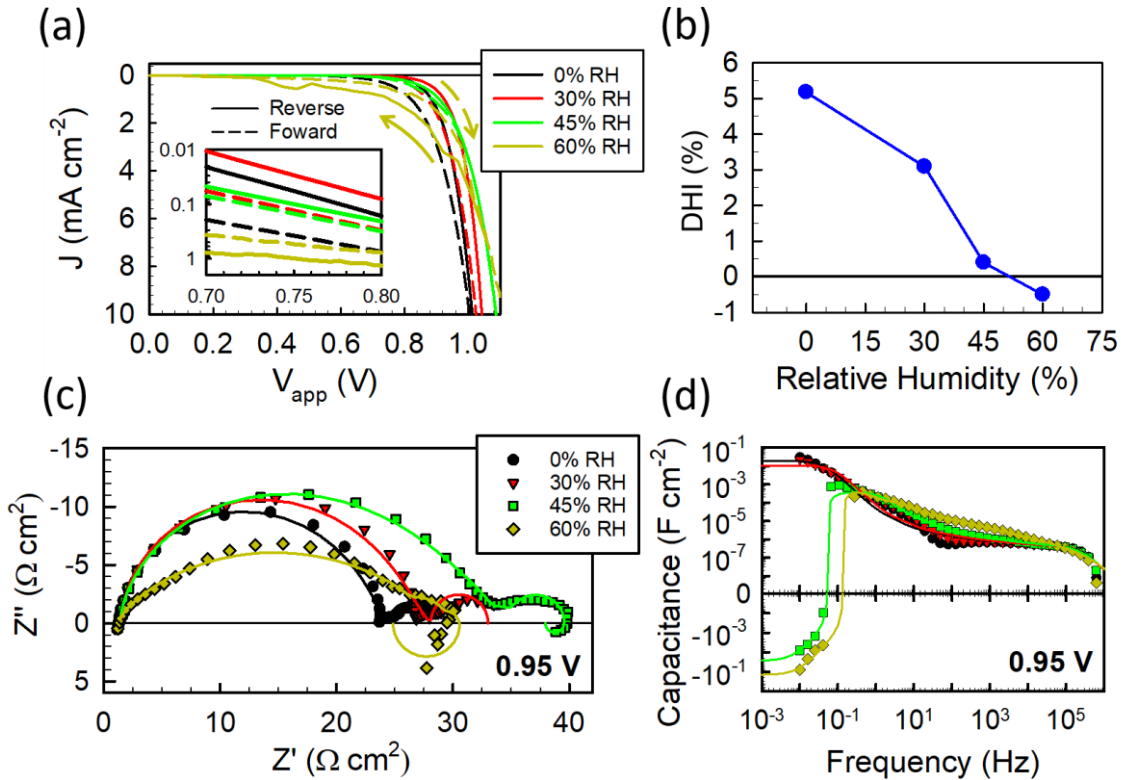 (a)
0
2
4
6
8
10
J (mA cm-2)
0.0 0.2 0.4 0.6 0.8 1.0
Vapp (V)
Reverse
Foward
0.01
0.1
1
0.70 0.75 0.80
0% RH
30% RH
45% RH
60% RH
(b)
6
5
4
3
2
1
0
-1
DHI (%)
0 15 30 45 60 75
Relative Humidity (%)
(c)
-15
-10
-5
0
5
Z'' (Ω cm2)
0 10 20 30 40
Z' (Ω cm2)
0% RH
30% RH
45% RH
60% RH
0.95 V
(d)
10-1
10-3
10-5
10-7
0
-10-3
-10-1
Capacitance (F cm-2)
0.95 V
10-3 10-1 101 103 105
Frequency (Hz)